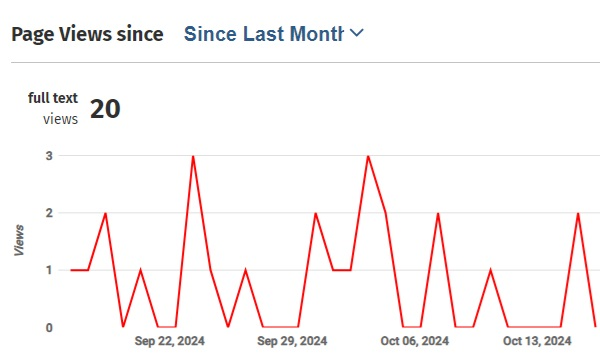 Page Views since Since Last Month
full text
views 20
3
2
1
0
Views
Sep 22, 2024 Sep 29, 2024 Oct 06, 2024 Oct 13, 2024